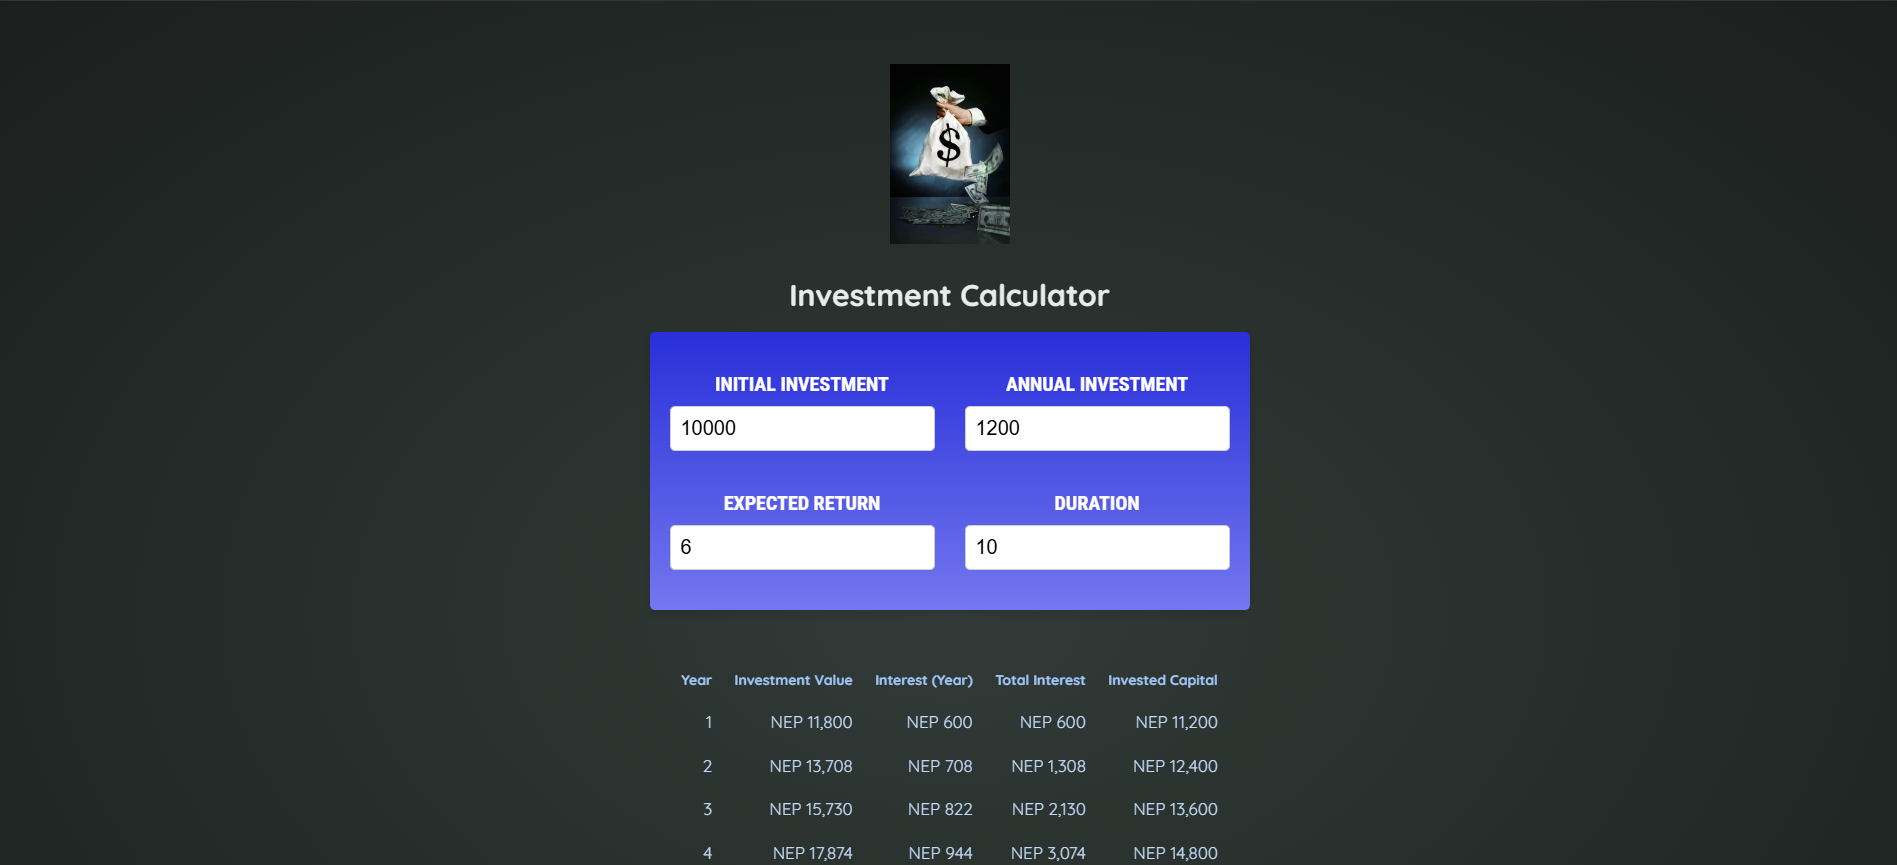 $
Investment Calculator
INITIAL INVESTMENT ANNUAL INVESTMENT
10000 1200
EXPECTED RETURN DURATION
6 10
Year Investment Value Interest (Year) Total Interest Invested Capital
1 NEP 11,800 NEP 600 NEP 600 NEP 11,200
2 NEP 13,708 NEP 708 NEP 1,308 NEP 12,400
3 NEP 15,730 NEP 822 NEP 2,130 NEP 13,600
4 NEP 17,874 NEP 944 NEP 3,074 NEP 14,800